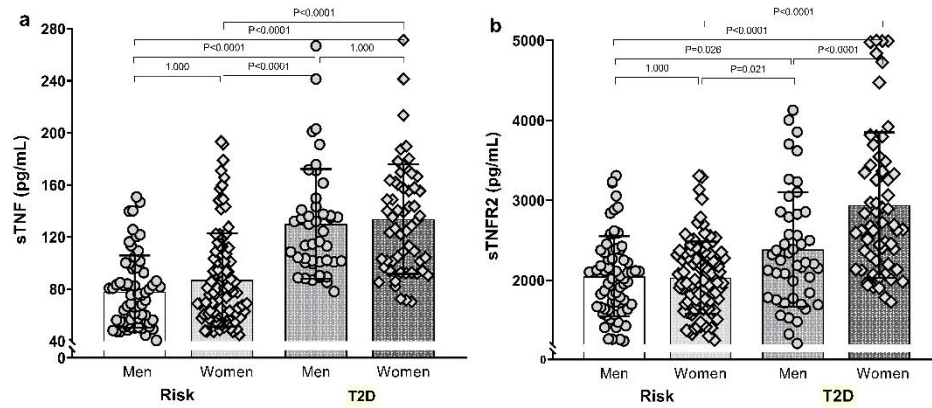 a
P<0.0001
P<0.0001
P<0.0001 1.000
1.000 P<0.0001
sTNF (pg/mL)
280
240
200
160
120
80
40
0
Men Women Men Women
Risk T2D
b
P<0.0001
P<0.0001
P=0.026 P<0.0001
1.000 P=0.021
sTNFR2 (pg/mL)
5000
4000
3000
2000
0
Men Women Men Women
Risk T2D